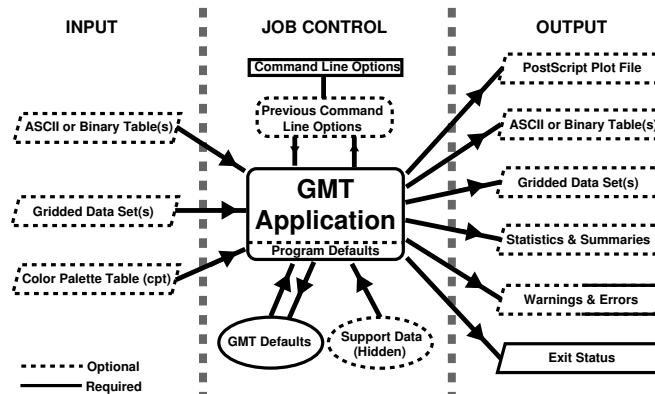 INPUT
JOB CONTROL
OUTPUT
Command Line Options
Previous Command
Line Options
ASCII or Binary Table(s)
Gridded Data Set(s)
Color Palette Table (cpt)
GMT
Application
Program Defaults
GMT Defaults
Support Data
(Hidden)
PostScript Plot File
ASCII or Binary Table(s)
Gridded Data Set(s)
Statistics & Summaries
Warnings & Errors
Exit Status
Optional
Required